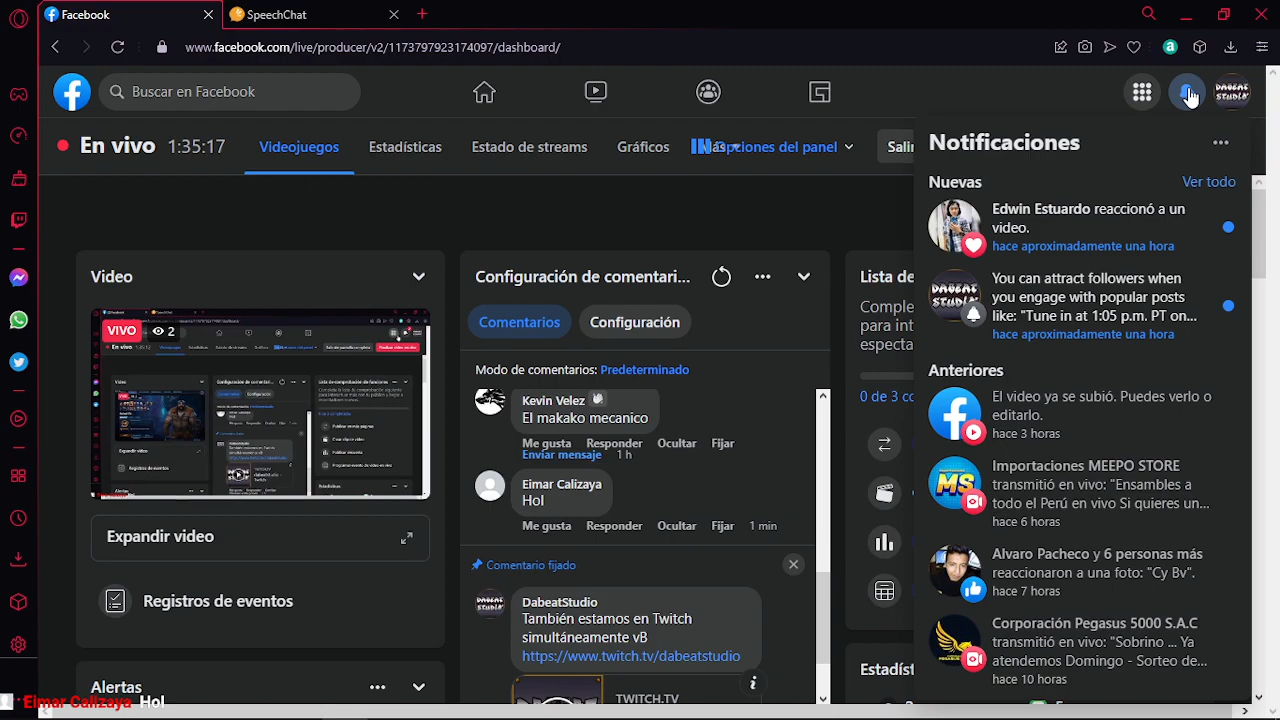 Facebook
SpeechChat
www.facebook.com/live/producer/v2/1173797923174097/dashboard/
Buscar en Facebook
DABEAT STUDIO
En vivo 1:35:17
Videojuegos
Estadísticas
Estado de streams
Gráficos
Más
Opciones del panel
Salir
Video
VIVO 2
Expandir video
Registros de eventos
Alertas
Elmar Calizaya Hol
Configuración de comentari...
Comentarios
Configuración
Modo de comentarios: Predeterminado
Kevin Velez
El makako mecanico
Me gusta Responder Ocultar Fijar
Enviar mensaje 1 h
Elmar Calizaya
Hol
Me gusta Responder Ocultar Fijar 1 min
Comentario fijado
DabeatStudio
También estamos en Twitch
simultáneamente v8
https://www.twitch.tv/dabeatstudio
TWITCH.TV
Lista de
Comple
para int
espectad
0 de 3 co
Estadíst
Notificaciones
Nuevas
Ver todo
Edwin Estuardo reaccionó a un
video.
hace aproximadamente una hora
You can attract followers when
you engage with popular posts
like: "Tune in at 1:05 p.m. PT on...
hace aproximadamente una hora
Anteriores
El video ya se subió. Puedes verlo o
editarlo.
hace 3 horas
Importaciones MELY STORE
transmitió en vivo: Ensambles a
todo el Perú en vivo Si quieres un...
hace 6 horas
Alvaro Pacheco y 6 personas más
reaccionaron a una foto: "Cy Bv".
hace 7 horas
Corporación Pegasus 5000 S.A.C
transmitió en vivo: "Sobrino ... Ya
atendemos Domingo - Sorteo de...
hace 10 horas